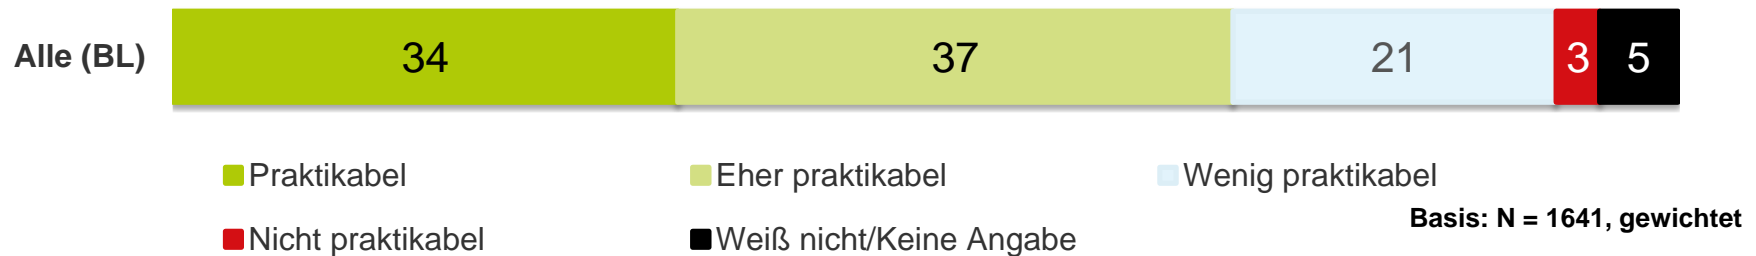 Alle (BL) 34 37 21 3 5
Praktikabel Eher praktikabel Wenig praktikabel
Basis: N = 1641, gewichtet
Nicht praktikabel Weiß nicht/Keine Angabe